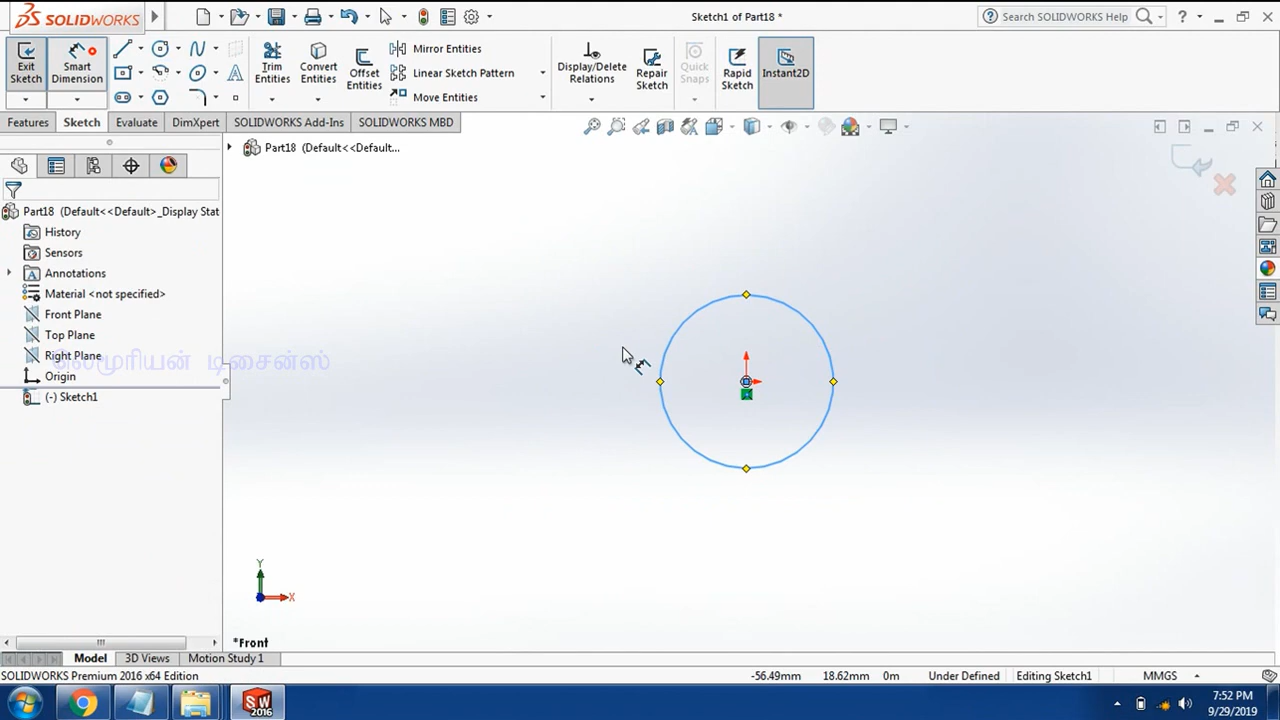 SOLIDWORKS
Sketch1 of Part18 *
Search SOLIDWORKS Help
Exit Sketch
Smart Dimension
Trim Entities
Convert Entities
Offset Entities
Mirror Entities
Linear Sketch Pattern
Move Entities
Display/Delete Relations
Repair Sketch
Quick Snaps
Rapid Sketch
Instant2D
Features
Sketch
Evaluate
DimXpert
SOLIDWORKS Add-Ins
SOLIDWORKS MBD
Part18 (Default<<Default...
Part18 (Default<<Default>_Display Stat
History
Sensors
Annotations
Material <not specified>
Front Plane
Top Plane
Right Plane
லெமூரியன் டிசைன்ஸ்
Origin
(-) Sketch1
Y
X
*Front
Model
3D Views
Motion Study 1
SOLIDWORKS Premium 2016 x64 Edition
-56.49mm
18.62mm
0m
Under Defined
Editing Sketch1
MMGS
SW 2016
7:52 PM
9/29/2019